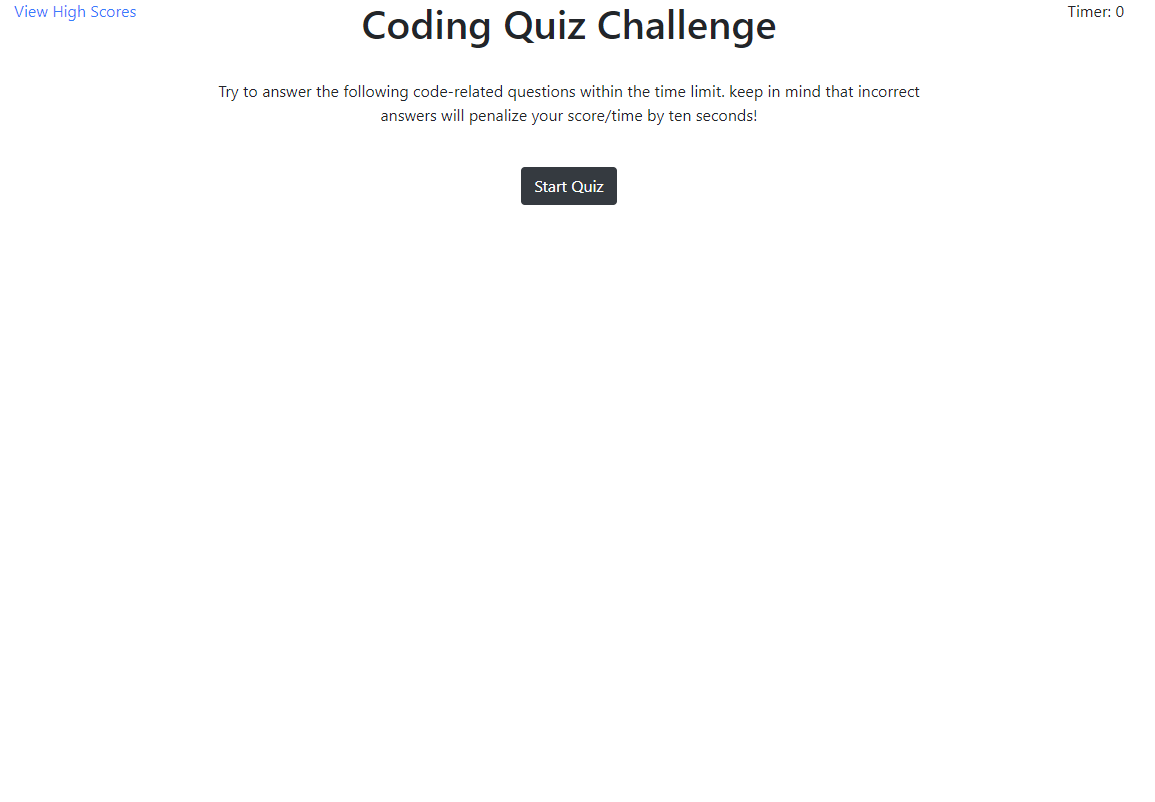 View High Scores
Coding Quiz Challenge
Timer: 0
Try to answer the following code-related questions within the time limit. keep in mind that incorrect
answers will penalize your score/time by ten seconds!
Start Quiz